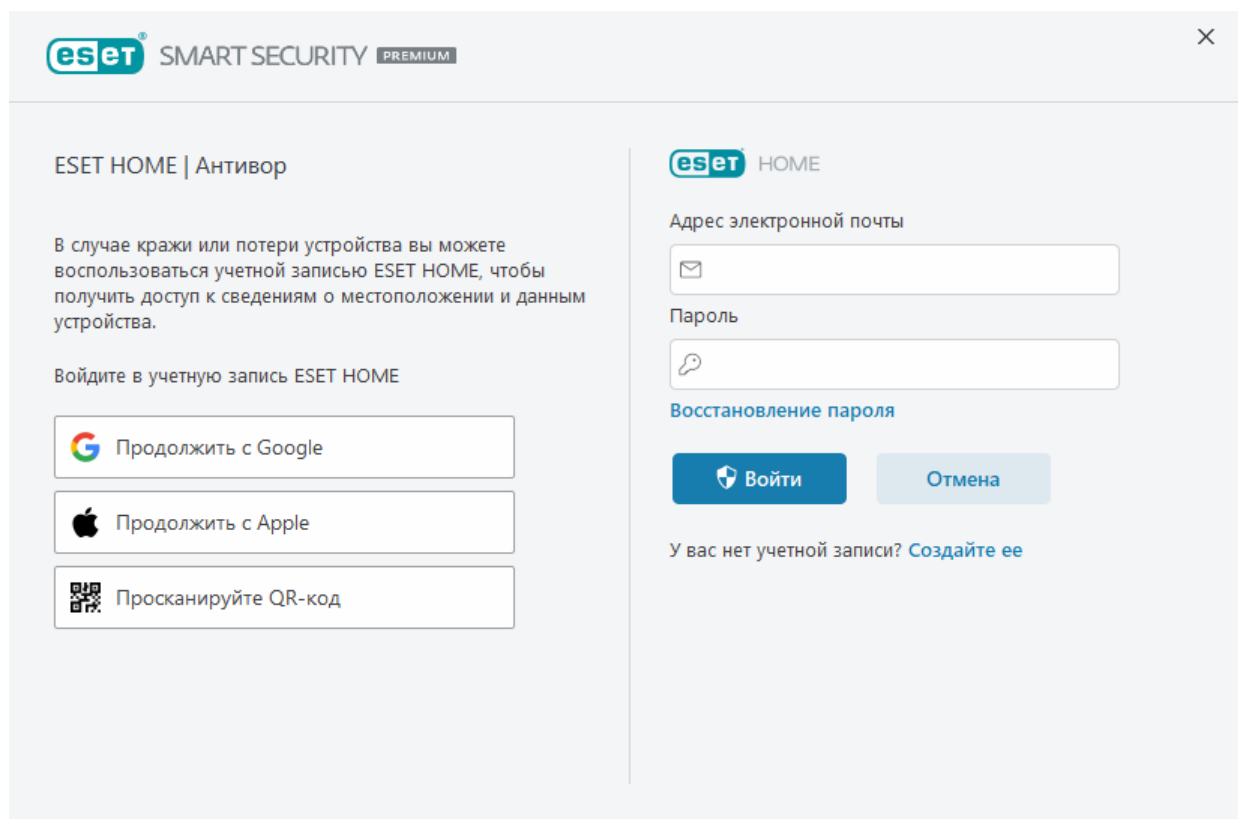 eset® SMART SECURITY PREMIUM
ESET HOME | Антивор
В случае кражи или потери устройства вы можете
воспользоваться учетной записью ESET HOME, чтобы
получить доступ к сведениям о местоположении и данным
устройства.
Войдите в учетную запись ESET HOME
Продолжить с Google
Продолжить с Apple
Просканируйте QR-код
eset HOME
Адрес электронной почты
Пароль
Восстановление пароля
Войти
Отмена
У вас нет учетной записи? Создайте ее